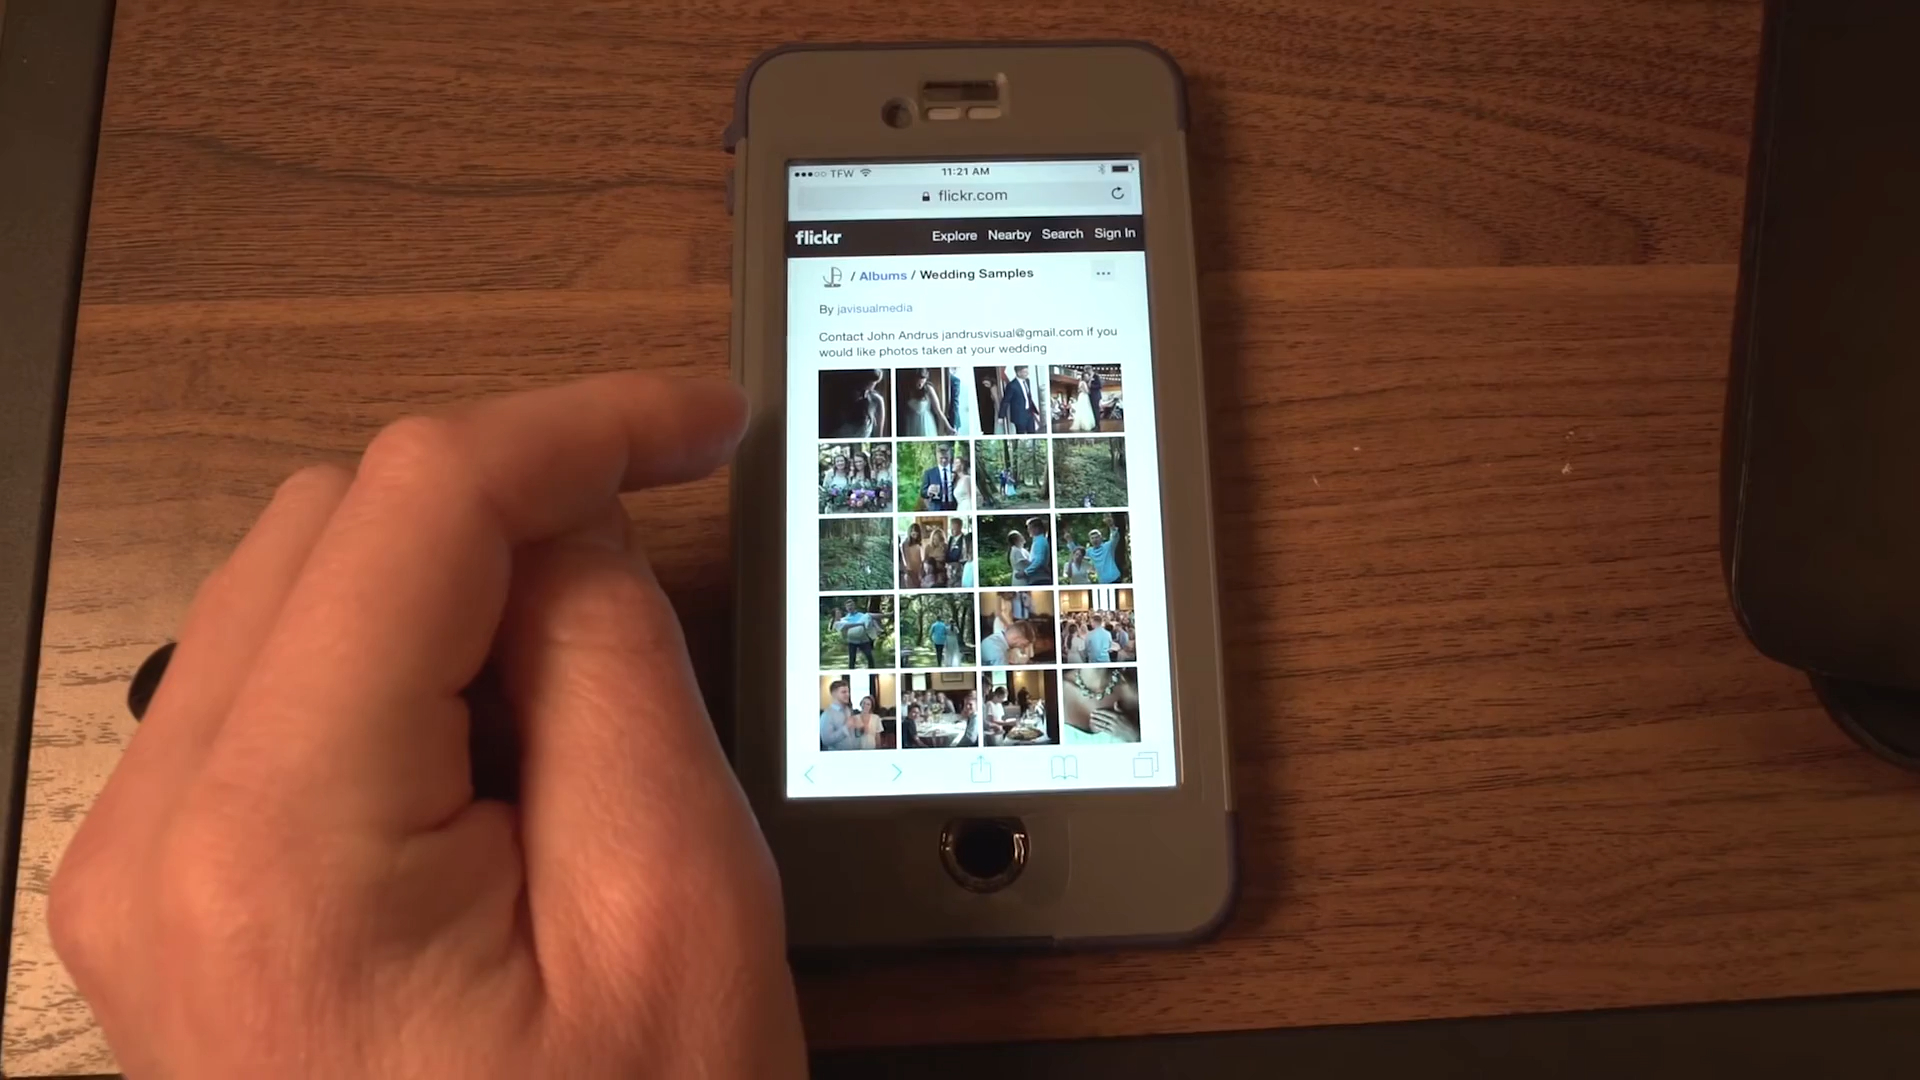 TFW 11:21 AM
flickr.com
flickr Explore Nearby Search Sign In
/ Albums / Wedding Samples ...
By javisualmedia
Contact John Andrus jandrusvisual@gmail.com if you
would like photos taken at your wedding